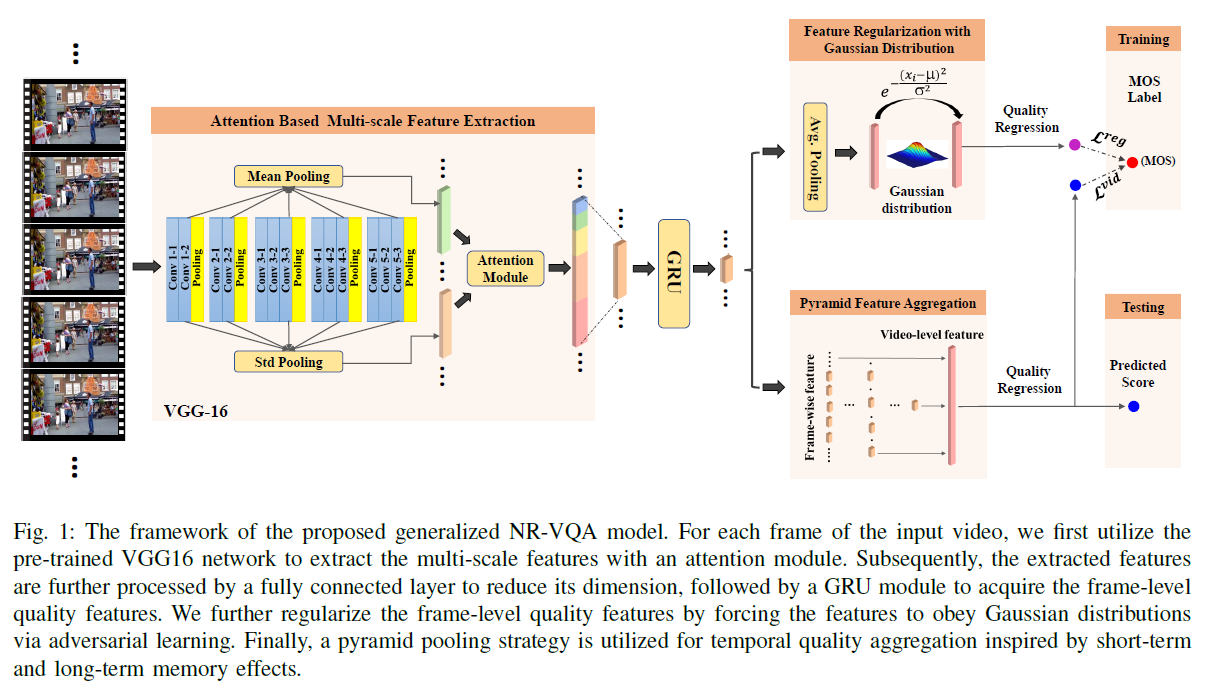 Attention Based Multi-scale Feature Extraction
Mean Pooling
Conv 1-1
Conv 1-2
Pooling
Conv 2-1
Conv 2-2
Pooling
Conv 3-1
Conv 3-2
Conv 3-3
Pooling
Conv 4-1
Conv 4-2
Conv 4-3
Pooling
Conv 5-1
Conv 5-2
Conv 5-3
Pooling
Std Pooling
VGG-16
Attention
Module
GRU
Feature Regularization with
Gaussian Distribution
e^{-\frac{(x_i-μ)^2}{σ^2}}
Avg. Pooling
Gaussian
distribution
Quality
Regression
Training
MOS
Label
ℒ^{reg}
(MOS)
ℒ^{vid}
Pyramid Feature Aggregation
Video-level feature
Frame-wise feature
Quality
Regression
Testing
Predicted
Score
Fig. 1: The framework of the proposed generalized NR-VQA model. For each frame of the input video, we first utilize the
pre-trained VGG16 network to extract the multi-scale features with an attention module. Subsequently, the extracted features
are further processed by a fully connected layer to reduce its dimension, followed by a GRU module to acquire the frame-level
quality features. We further regularize the frame-level quality features by forcing the features to obey Gaussian distributions
via adversarial learning. Finally, a pyramid pooling strategy is utilized for temporal quality aggregation inspired by short-term
and long-term memory effects.